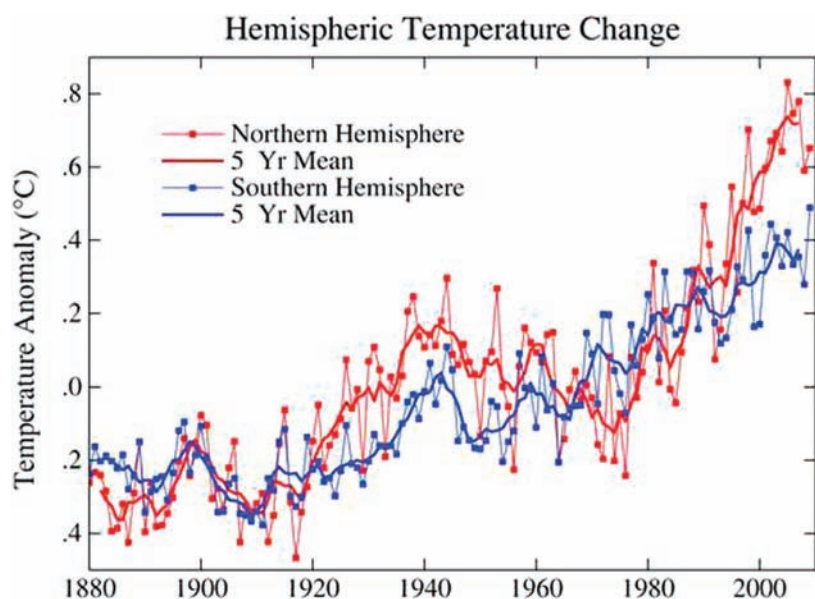 Hemispheric Temperature Change
Temperature Anomaly (°C)
.8
.6
.4
.2
.0
.2
.4
Northern Hemisphere
5 Yr Mean
Southern Hemisphere
5 Yr Mean
1880 1900 1920 1940 1960 1980 2000